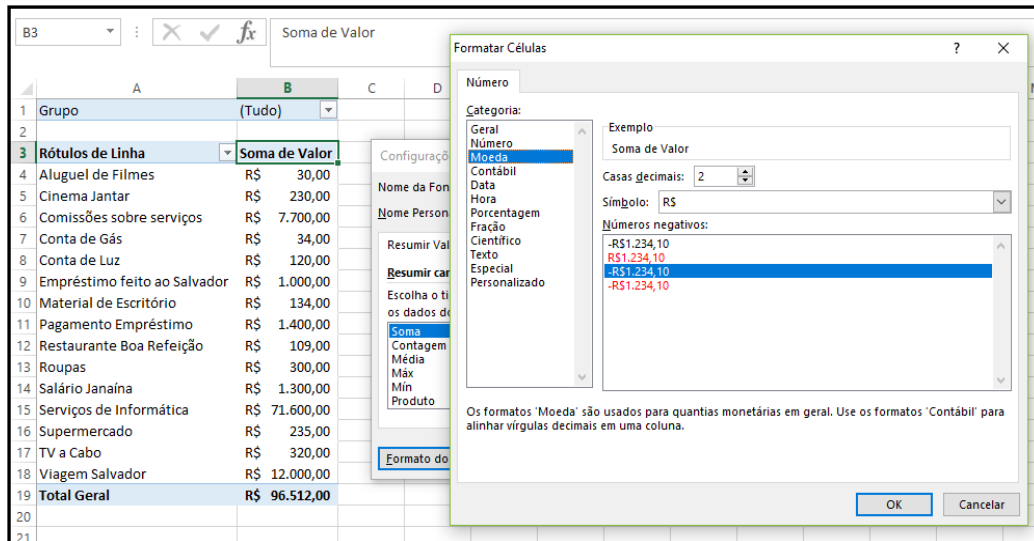 B3 fx Soma de Valor
A B C D
1 Grupo (Tudo)
2
3 Rótulos de Linha Soma de Valor
4 Aluguel de Filmes R$ 30,00
5 Cinema Jantar R$ 230,00
6 Comissões sobre serviços R$ 7.700,00
7 Conta de Gás R$ 34,00
8 Conta de Luz R$ 120,00
9 Empréstimo feito ao Salvador R$ 1.000,00
10 Material de Escritório R$ 134,00
11 Pagamento Empréstimo R$ 1.400,00
12 Restaurante Boa Refeição R$ 109,00
13 Roupas R$ 300,00
14 Salário Janaína R$ 1.300,00
15 Serviços de Informática R$ 71.600,00
16 Supermercado R$ 235,00
17 TV a Cabo R$ 320,00
18 Viagem Salvador R$ 12.000,00
19 Total Geral R$ 96.512,00
20
21
Configuraçõ
Nome da Fon
Nome Person
Resumir Val
Resumir car
Escolha o ti
os dados do
Soma
Contagem
Média
Máx
Mín
Produto
Formato do
Formatar Células ? X
Número
Categoria:
Geral
Número
Moeda
Contábil
Data
Hora
Porcentagem
Fração
Científico
Texto
Especial
Personalizado
Exemplo
Soma de Valor
Casas decimais: 2
Símbolo: R$
Números negativos:
-R$1.234,10
R$1.234,10
-R$1.234,10
-R$1.234,10
Os formatos 'Moeda' são usados para quantias monetárias em geral. Use os formatos 'Contábil' para
alinhar vírgulas decimais em uma coluna.
OK Cancelar